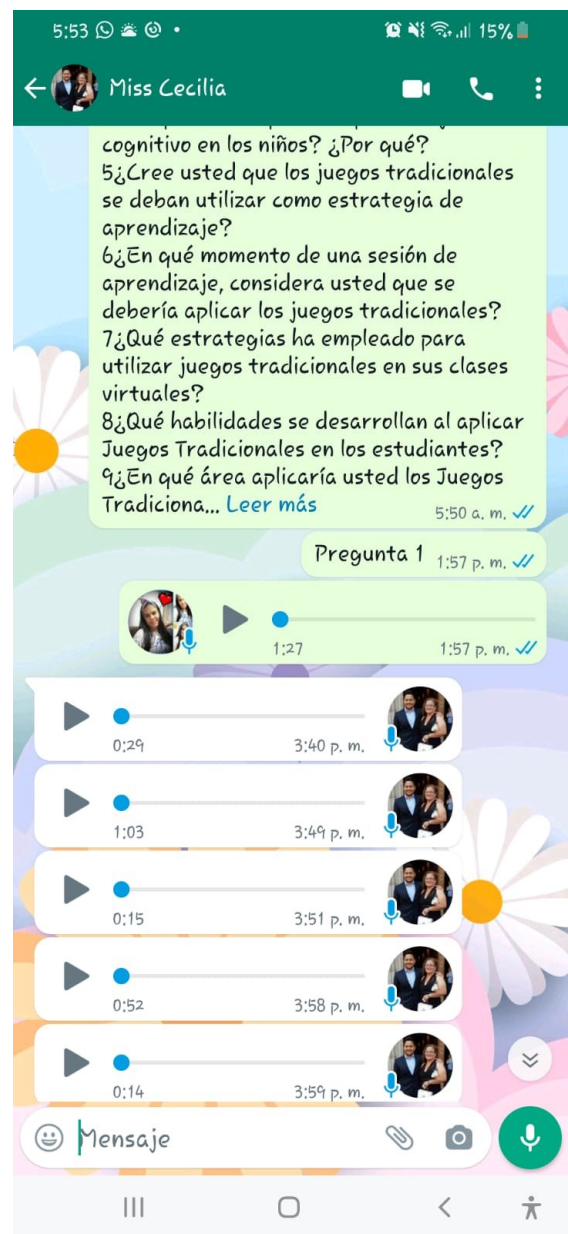 5:53
15%
Miss Cecilia
cognitivo en los niños? ¿Por qué?
5¿Cree usted que los juegos tradicionales
se deban utilizar como estrategia de
aprendizaje?
6¿En qué momento de una sesión de
aprendizaje, considera usted que se
debería aplicar los juegos tradicionales?
7¿Qué estrategias ha empleado para
utilizar juegos tradicionales en sus clases
virtuales?
8¿Qué habilidades se desarrollan al aplicar
Juegos Tradicionales en los estudiantes?
9¿En qué área aplicaría usted los Juegos
Tradiciona... Leer más
5:50 a. m.
Pregunta 1
1:57 p. m.
1:27
1:57 p. m.
0:29
3:40 p. m.
1:03
3:49 p. m.
0:15
3:51 p. m.
0:52
3:58 p. m.
0:14
3:59 p. m.
Mensaje